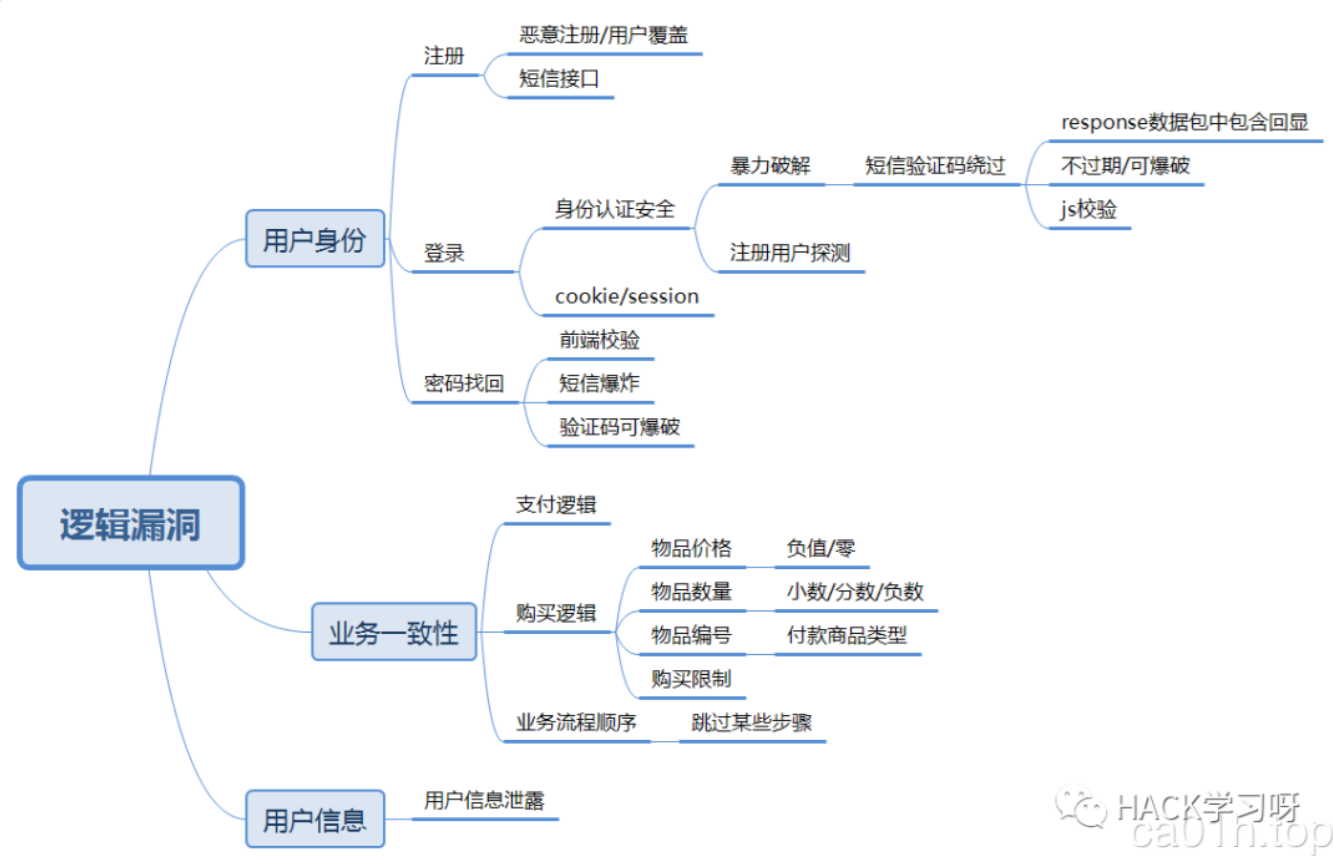 恶意注册/用户覆盖
注册
短信接口
response数据包中包含回显
暴力破解
短信验证码绕过
不过期/可爆破
身份认证安全
js校验
用户身份
登录
注册用户探测
cookie/session
前端校验
密码找回
短信爆炸
验证码可爆破
逻辑漏洞
支付逻辑
物品价格
负值/零
物品数量
小数/分数/负数
购买逻辑
物品编号
付款商品类型
业务一致性
购买限制
业务流程顺序
跳过某些步骤
用户信息
用户信息泄露
HACK学习呀
ca01h.top